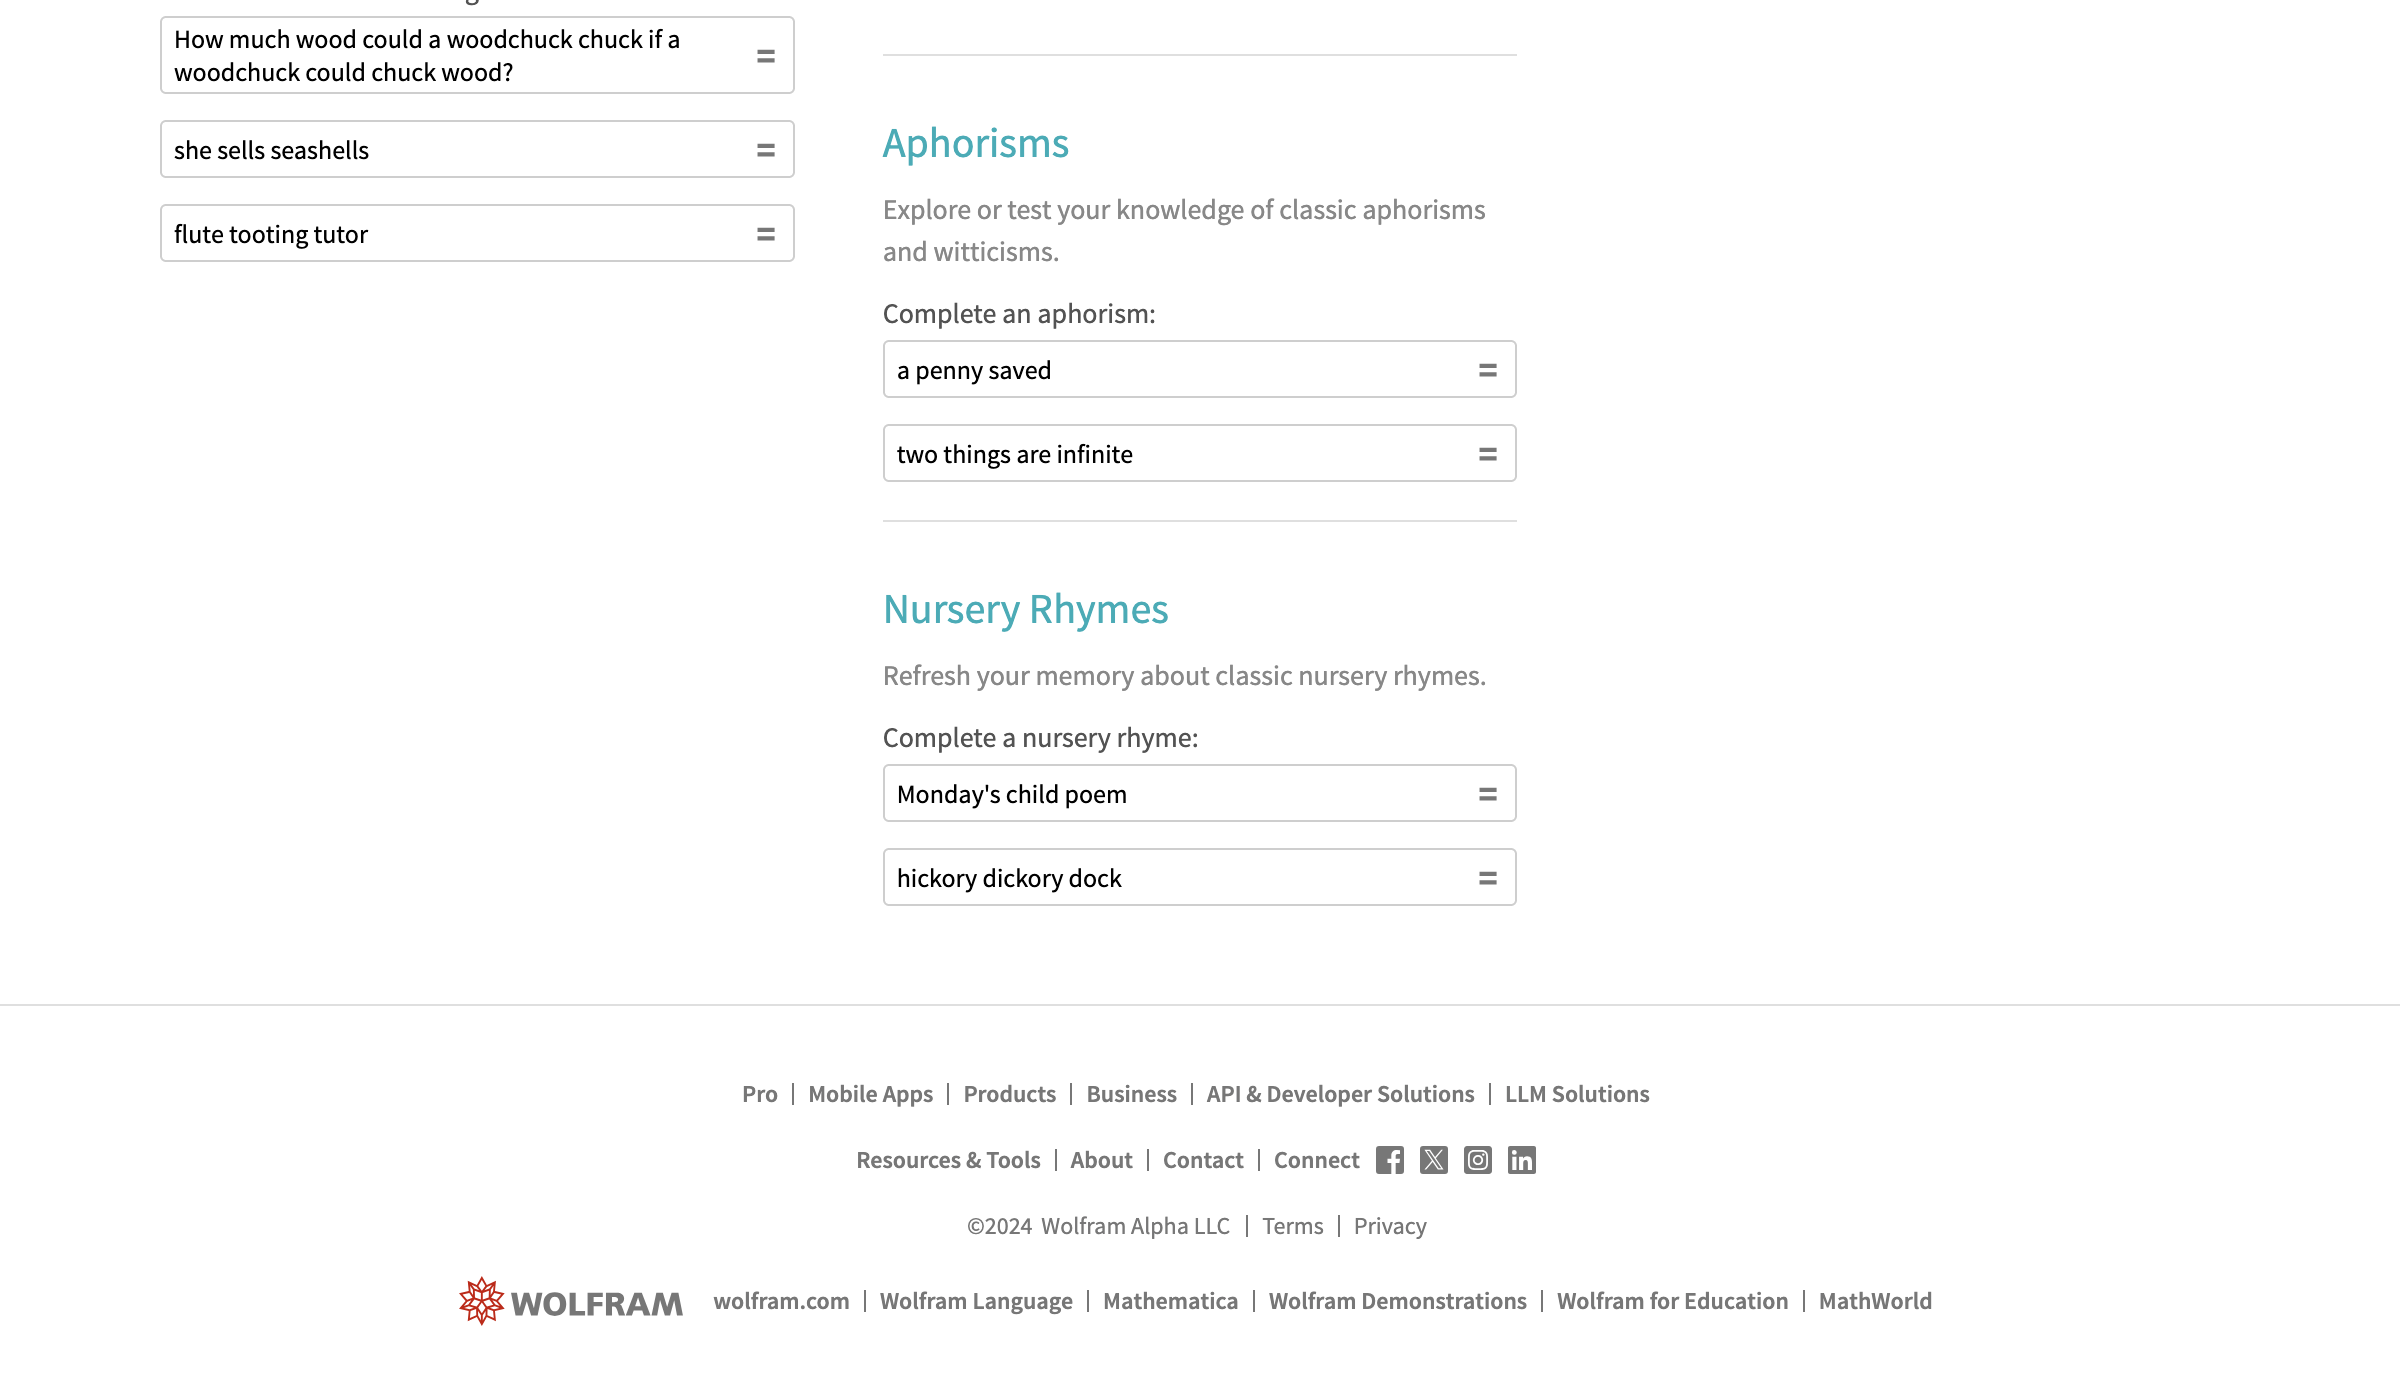 How much wood could a woodchuck chuck if a
woodchuck could chuck wood?
=
she sells seashells
=
flute tooting tutor
=
Aphorisms
Explore or test your knowledge of classic aphorisms
and witticisms.
Complete an aphorism:
a penny saved
=
two things are infinite
=
Nursery Rhymes
Refresh your memory about classic nursery rhymes.
Complete a nursery rhyme:
Monday's child poem
=
hickory dickory dock
=
Pro | Mobile Apps | Products | Business | API & Developer Solutions | LLM Solutions
Resources & Tools | About | Contact | Connect
©2024 Wolfram Alpha LLC | Terms | Privacy
WOLFRAM wolfram.com | Wolfram Language | Mathematica | Wolfram Demonstrations | Wolfram for Education | MathWorld